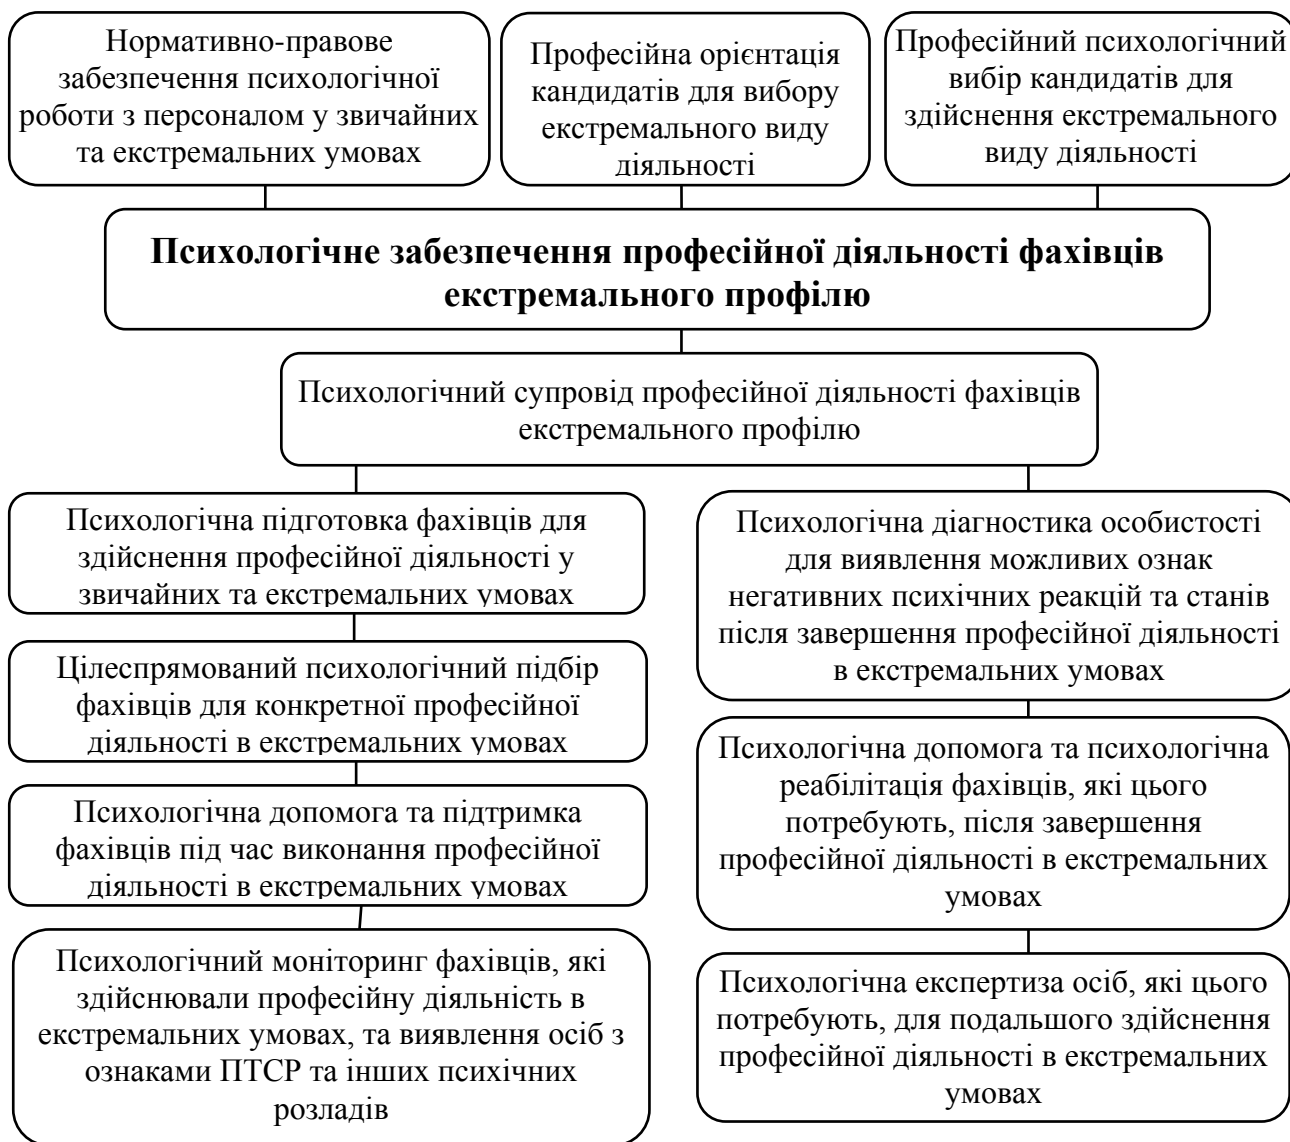 Нормативно-правове
забезпечення психологічної
роботи з персоналом у звичайних
та екстремальних умовах
Професійна орієнтація
кандидатів для вибору
екстремального виду
діяльності
Професійний психологічний
вибір кандидатів для
здійснення екстремального
виду діяльності
Психологічне забезпечення професійної діяльності фахівців
екстремального профілю
Психологічний супровід професійної діяльності фахівців
екстремального профілю
Психологічна підготовка фахівців для
здійснення професійної діяльності у
звичайних та екстремальних умовах
Цілеспрямований психологічний підбір
фахівців для конкретної професійної
діяльності в екстремальних умовах
Психологічна допомога та підтримка
фахівців під час виконання професійної
діяльності в екстремальних умовах
Психологічний моніторинг фахівців, які
здійснювали професійну діяльність в
екстремальних умовах, та виявлення осіб з
ознаками ПТСР та інших психічних
розладів
Психологічна діагностика особистості
для виявлення можливих ознак
негативних психічних реакцій та станів
після завершення професійної діяльності
в екстремальних умовах
Психологічна допомога та психологічна
реабілітація фахівців, які цього
потребують, після завершення
професійної діяльності в екстремальних
умовах
Психологічна експертиза осіб, які цього
потребують, для подальшого здійснення
професійної діяльності в екстремальних
умовах